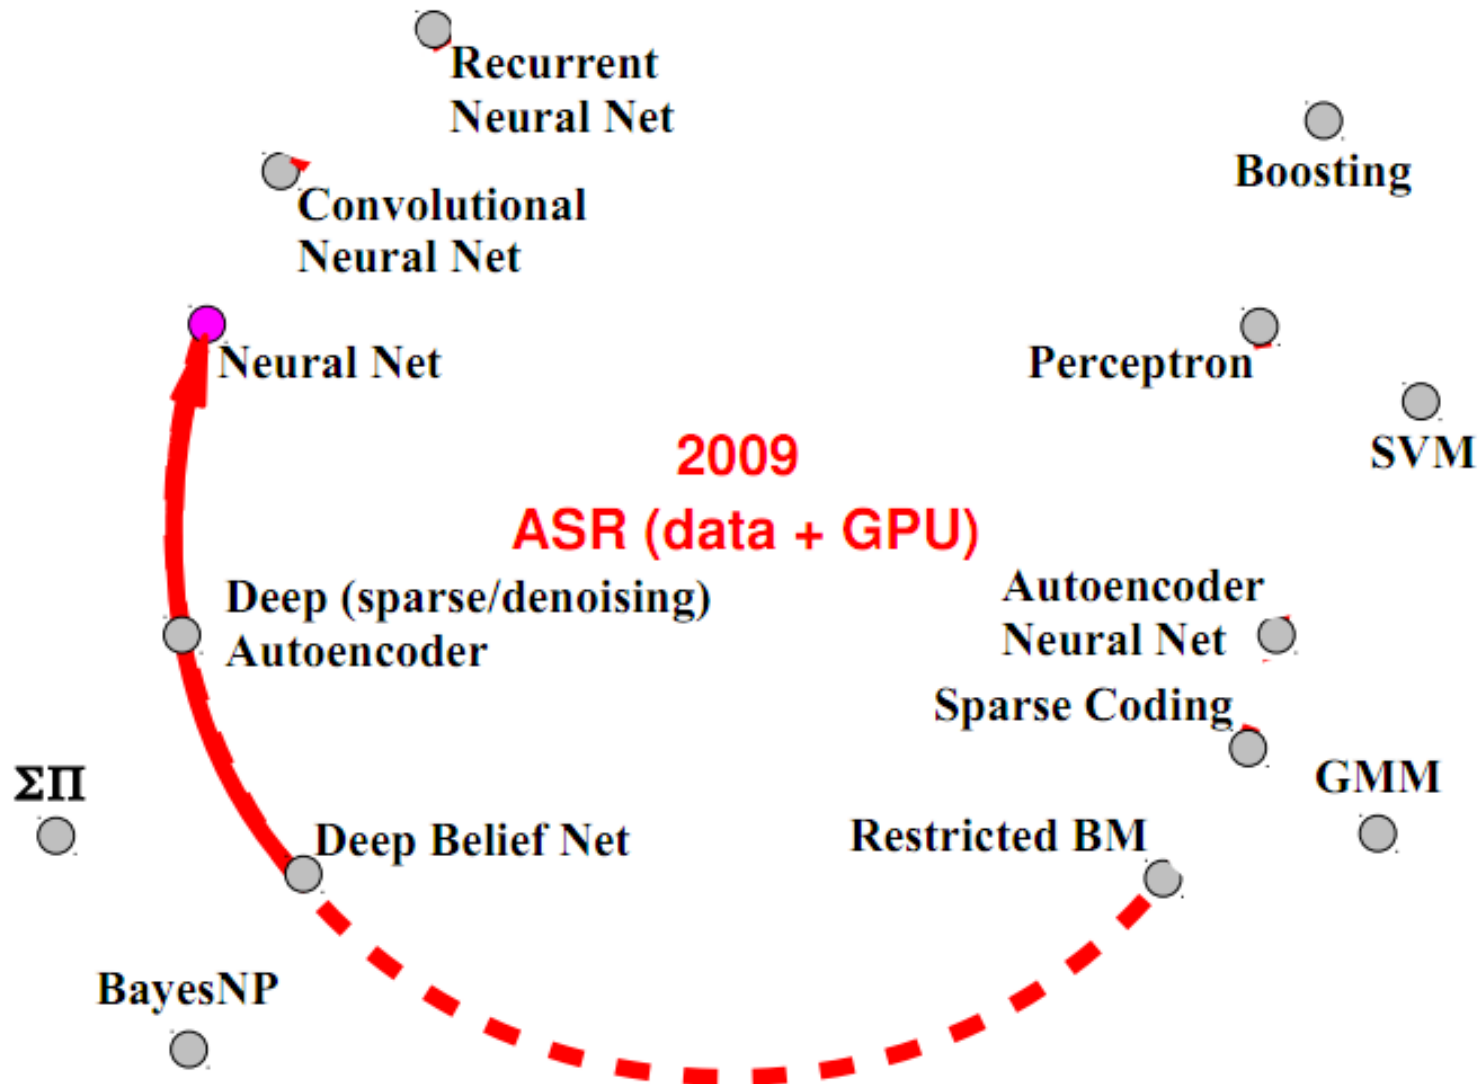 Recurrent
Neural Net
Boosting
Convolutional
Neural Net
Neural Net
Perceptron
SVM
2009
ASR (data + GPU)
Deep (sparse/denoising)
Autoencoder
Autoencoder
Neural Net
Sparse Coding
ΣΠ
GMM
Deep Belief Net
Restricted BM
BayesNP